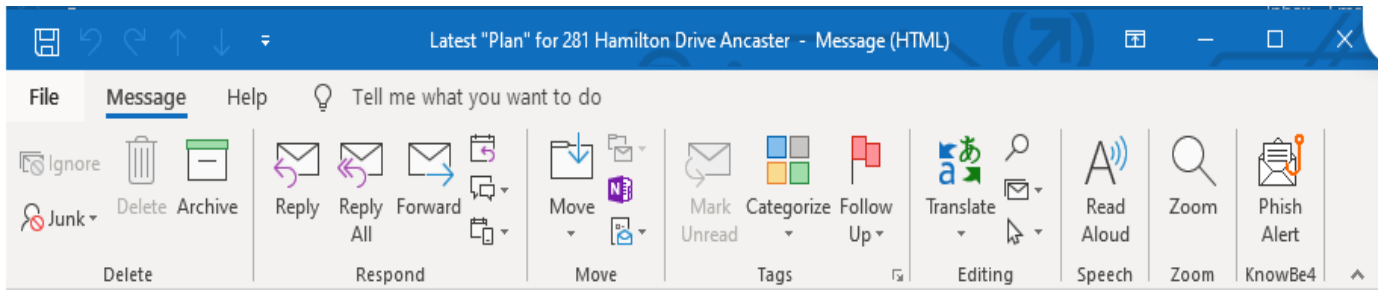 Latest "Plan" for 281 Hamilton Drive Ancaster - Message (HTML)
File Message Help Tell me what you want to do
Ignore
Junk
Delete
Archive
Reply
Reply All
Forward
Move
Mark Unread
Categorize
Follow Up
Translate
Read Aloud
Zoom
Phish Alert
Delete Respond Move Tags Editing Speech Zoom KnowBe4